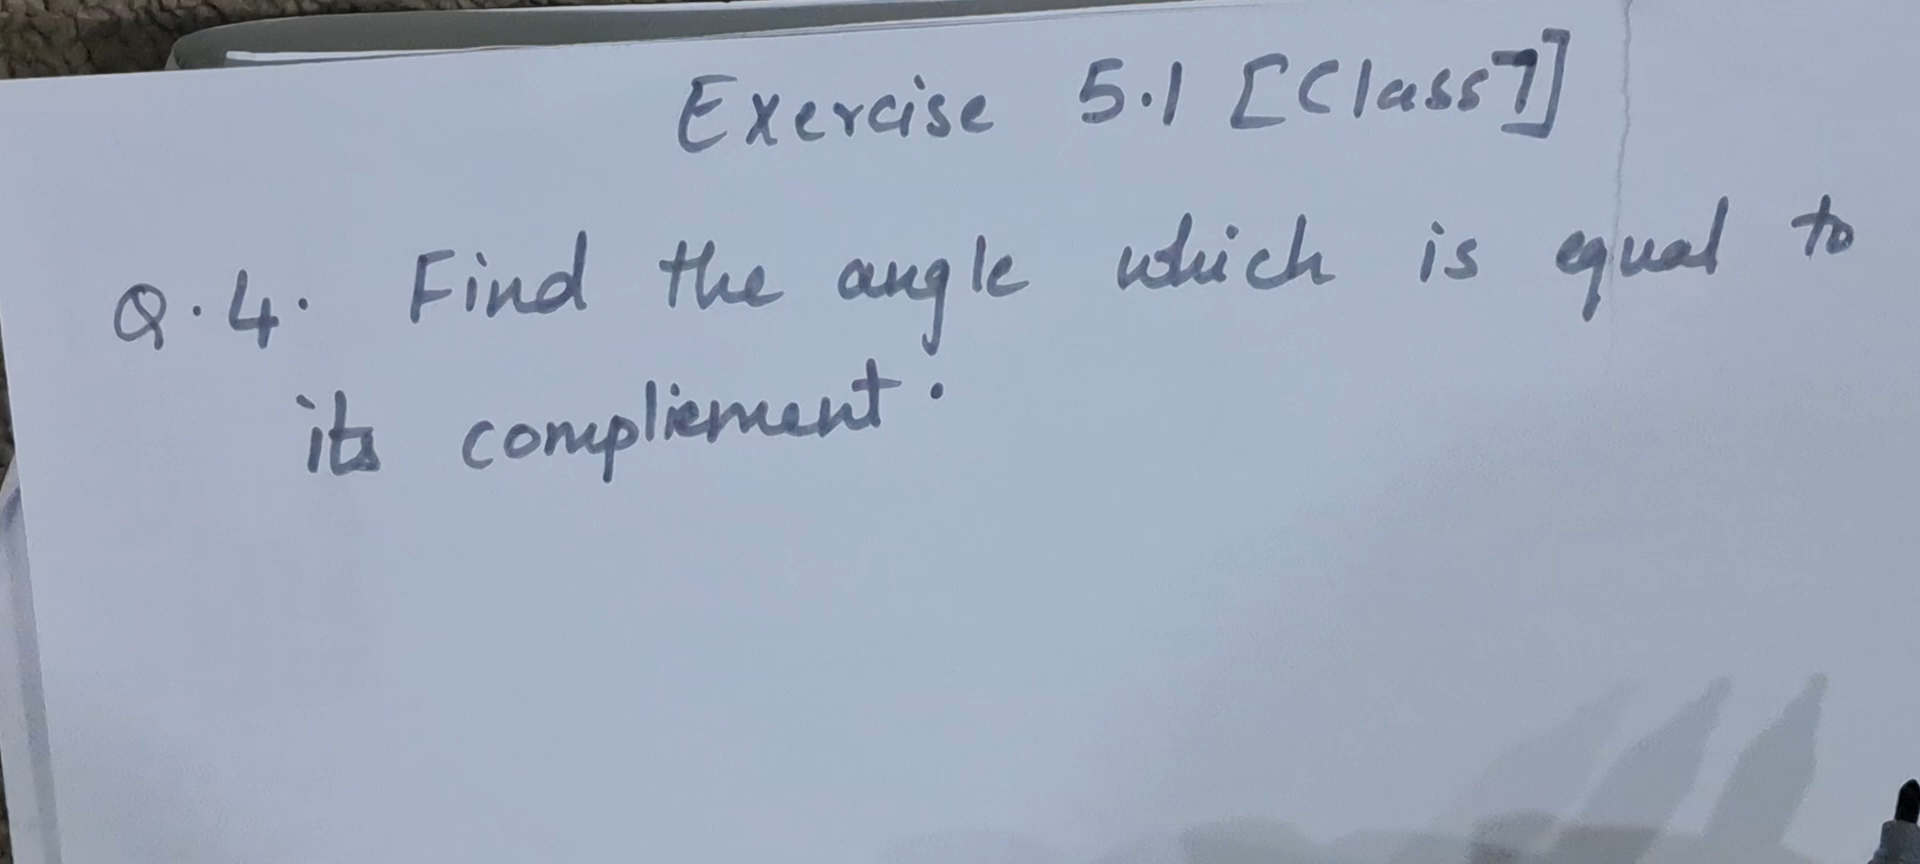 Exercise 5.1 [Class 7]
Q.4. Find the angle which is equal to
its compliement.